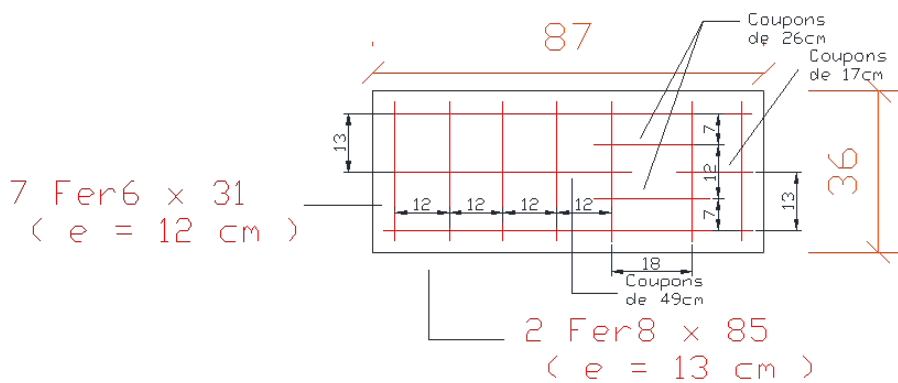 Coupons
de 26cm
87
Coupons
de 17cm
13
7
12
7
36
13
7 Fer6 x 31
( e = 12 cm )
12
12
12
12
18
Coupons
de 49cm
2 Fer8 x 85
( e = 13 cm )